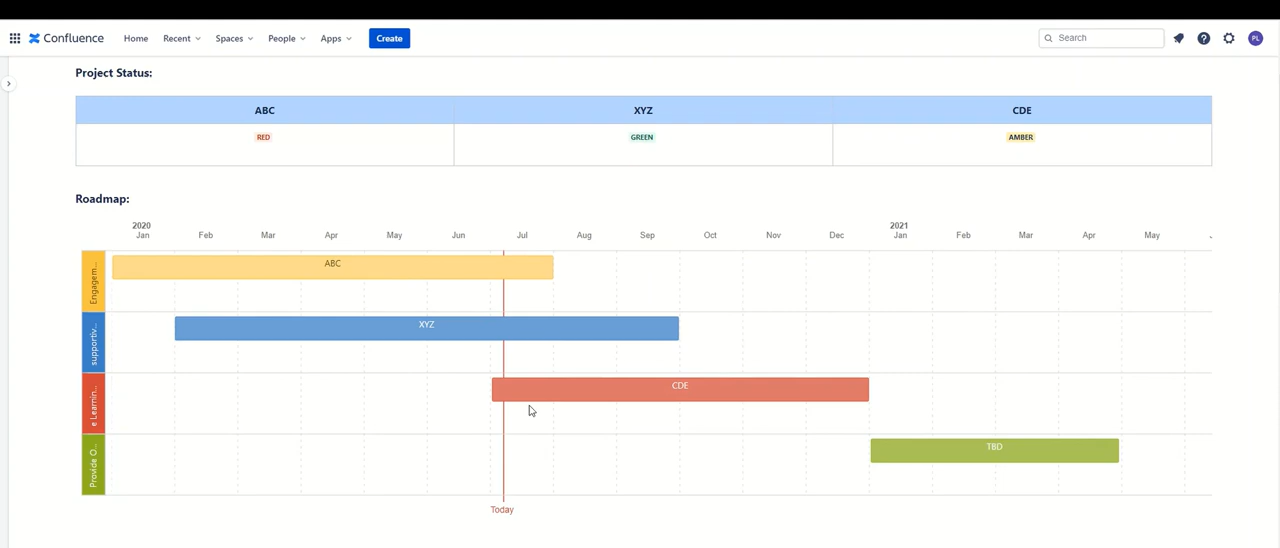 Confluence Home Recent Spaces People Apps Create Search PL
Project Status:
ABC XYZ CDE
RED GREEN AMBER
Roadmap:
2020 2021
Jan Feb Mar Apr May Jun Jul Aug Sep Oct Nov Dec Jan Feb Mar Apr May
Engagem... ABC
supportiv... XYZ
e Learnin... CDE
Provide O... TBD
Today